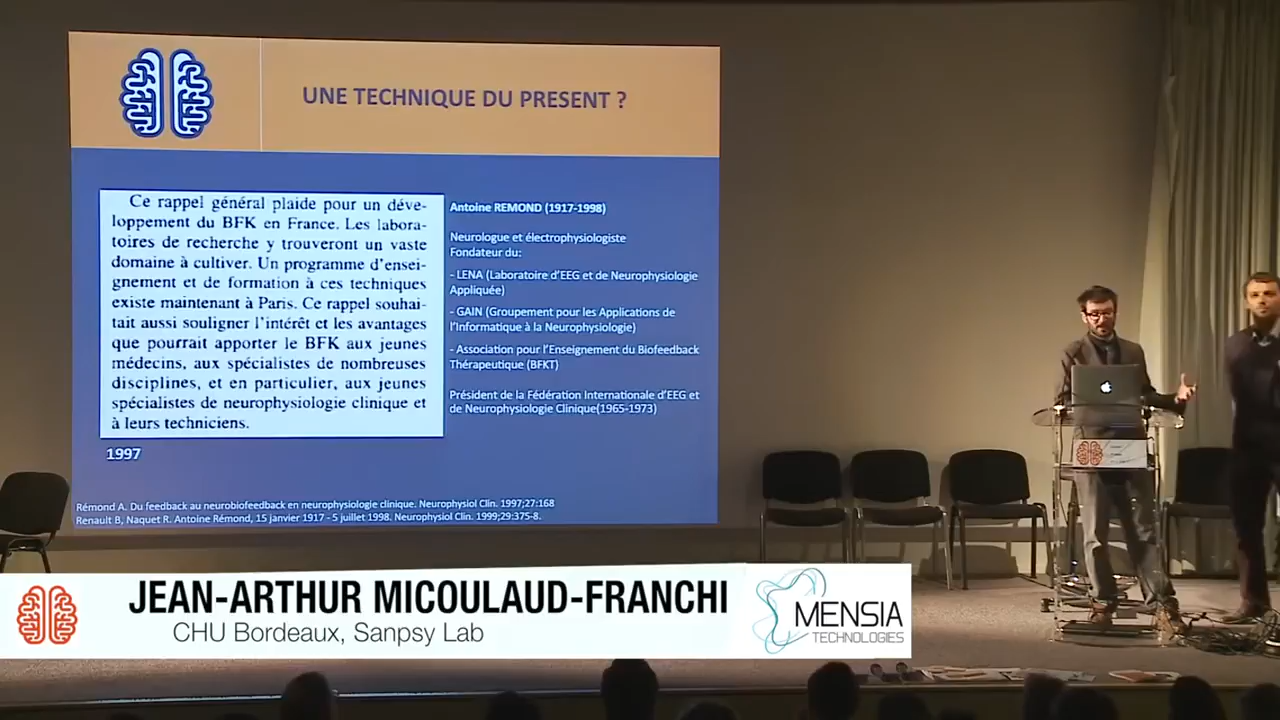 UNE TECHNIQUE DU PRESENT ?
Ce rappel général plaide pour un déve-
loppement du BFK en France. Les labora-
toires de recherche y trouveront un vaste
domaine à cultiver. Un programme d'ensei-
gnement et de formation à ces techniques
existe maintenant à Paris. Ce rappel souhai-
tait aussi souligner l'intérêt et les avantages
que pourrait apporter le BFK aux jeunes
médecins, aux spécialistes de nombreuses
disciplines, et en particulier, aux jeunes
spécialistes de neurophysiologie clinique et
à leurs techniciens.
1997
Antoine REMOND (1917-1998)
Neurologue et électrophysiologiste
Fondateur du:
- LENA (Laboratoire d'EEG et de Neurophysiologie
Appliquée)
- GAIN (Groupement pour les Applications de
l'Informatique à la Neurophysiologie)
- Association pour l'Enseignement du Biofeedback
Thérapeutique (BFKT)
Président de la Fédération Internationale d'EEG et
de Neurophysiologie Clinique(1965-1973)
Rémond A. Du feedback au neurobiofeedback en neurophysiologie clinique. Neurophysiol Clin. 1997;27:168
Renault B, Naquet R. Antoine Rémond, 15 janvier 1917 - 5 juillet 1998. Neurophysiol Clin. 1999;29:375-8.
JEAN-ARTHUR MICOULAUD-FRANCHI
CHU Bordeaux, Sanpsy Lab
MENSIA
TECHNOLOGIES